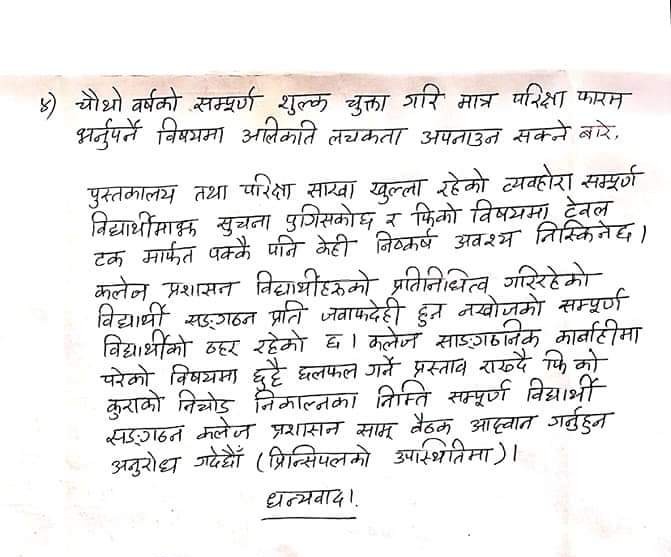 ४) चौथो वर्षको सम्पूर्ण शुल्क चुक्ता गरि मात्र परिक्षा फारम
भर्नुपर्ने विषयमा अलिकति लचकता अपनाउन सक्ने बारे.
पुस्तकालय तथा परिक्षा साखा खुल्ला रहेको व्यवहोरा सम्पूर्ण
विद्यार्थीमाझ सुचना पुगिसकोछ र फिको विषयमा टेवल
टक मार्फत पक्कै पनि केही निष्कर्ष अवश्य निस्किनेछ।
कलेज प्रशासन विद्यार्थीहरुको प्रतिनिधित्व गरिरहेको
विद्यार्थी सङ्गठन प्रति जवाफदेही हुन नखोजको सम्पूर्ण
विद्यार्थीको ठहर रहेको छ। कलेज साङ्गठनिक कार्बाहीमा
परेको विषयमा छुट्टै छलफल गर्ने प्रस्ताव राख्दै फि को
कुराको निचोड निकाल्नका निम्ति सम्पूर्ण विद्यार्थी
सङ्गठन कलेज प्रशासन सामु बैठक आह्वान गर्नुहुन
अनुरोध गर्दछौं (प्रिन्सिपलको उपस्थितिमा)।
धन्यवाद।